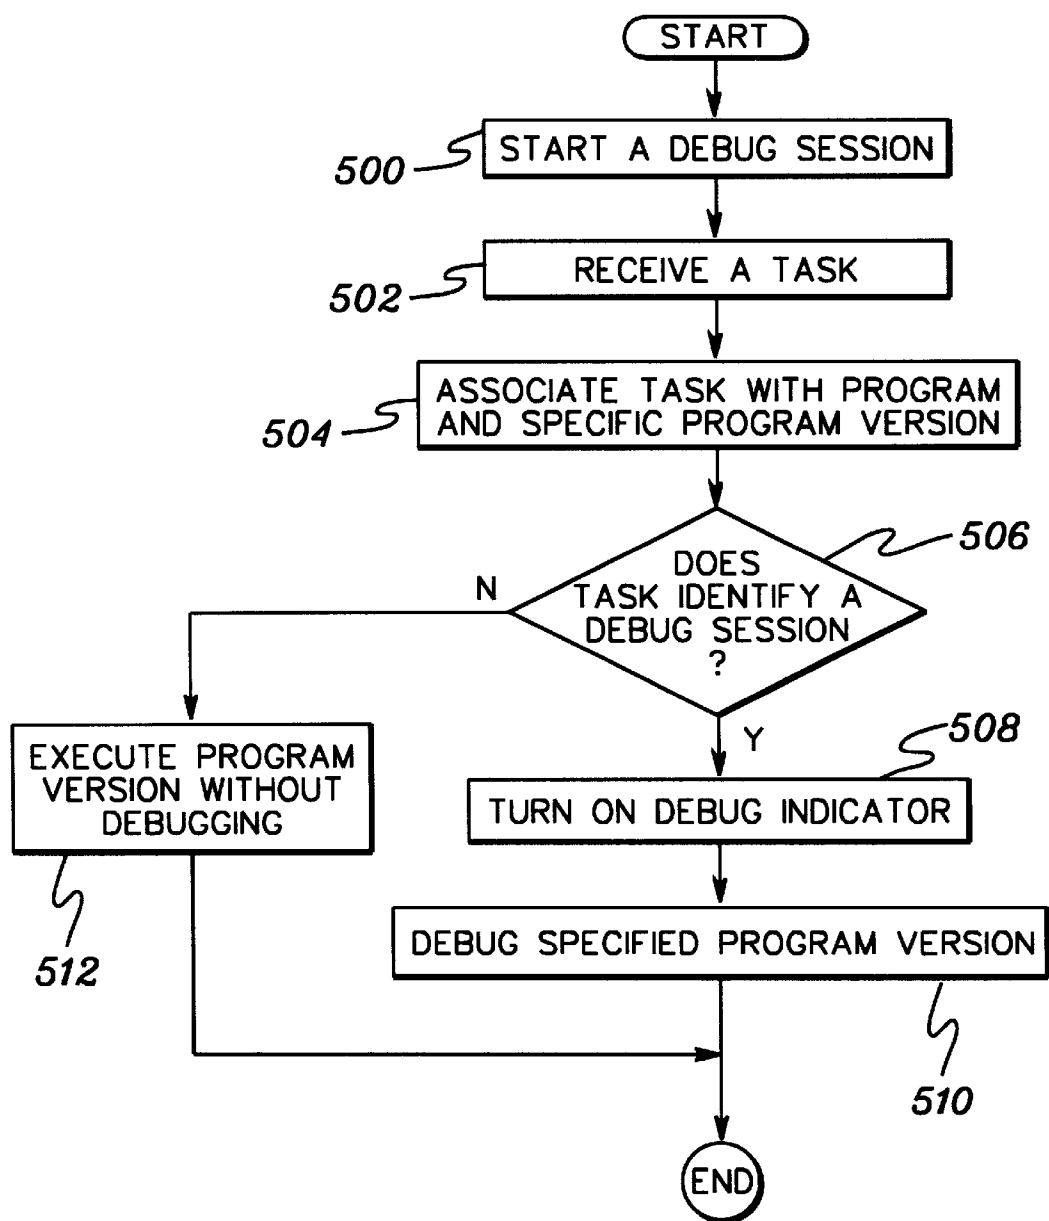 START
START A DEBUG SESSION
500
RECEIVE A TASK
502
ASSOCIATE TASK WITH PROGRAM
AND SPECIFIC PROGRAM VERSION
504
506
DOES
TASK IDENTIFY A
DEBUG SESSION
?
N
Y
508
EXECUTE PROGRAM
VERSION WITHOUT
DEBUGGING
512
TURN ON DEBUG INDICATOR
DEBUG SPECIFIED PROGRAM VERSION
510
END